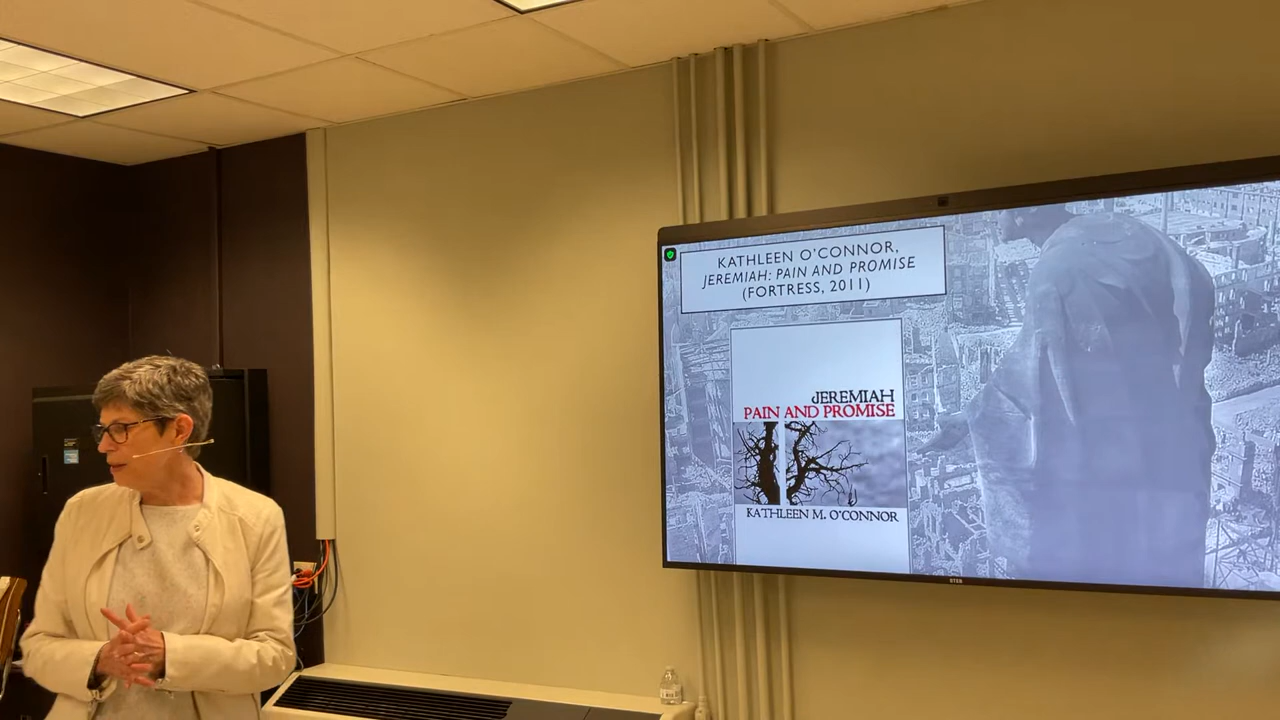 KATHLEEN O'CONNOR,
JEREMIAH: PAIN AND PROMISE
(FORTRESS, 2011)
JEREMIAH
PAIN AND PROMISE
KATHLEEN M. O'CONNOR